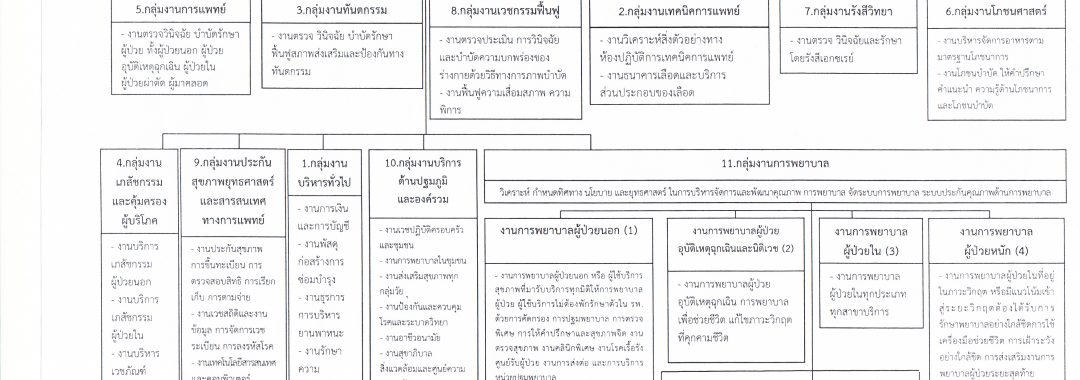 5.กลุ่มงานการแพทย์
- งานตรวจวินิจฉัย บำบัดรักษา
ผู้ป่วย ทั้งผู้ป่วยนอก ผู้ป่วย
อุบัติเหตุฉุกเฉิน ผู้ป่วยใน
ผู้ป่วยผ่าตัด ผู้มาคลอด
3.กลุ่มงานทันตกรรม
- งานตรวจ วินิจฉัย บำบัดรักษา
ฟื้นฟูสภาพส่งเสริมและป้องกันทาง
ทันตกรรม
8.กลุ่มงานเวชกรรมฟื้นฟู
- งานตรวจประเมิน การวินิจฉัย
และบำบัดความบกพร่องของ
ร่างกายด้วยวิธีทางการภาพบำบัด
- งานฟื้นฟูความเสื่อมสภาพ ความ
พิการ
2.กลุ่มงานเทคนิคการแพทย์
- งานวิเคราะห์สิ่งตัวอย่างทาง
ห้องปฏิบัติการเทคนิคการแพทย์
- งานธนาคารเลือดและบริการ
ส่วนประกอบของเลือด
7.กลุ่มงานรังสีวิทยา
- งานตรวจ วินิจฉัยและรักษา
โดยรังสีเอกซเรย์
6.กลุ่มงานโภชนศาสตร์
- งานบริหารจัดการอาหารตาม
มาตรฐานโภชนาการ
- งานโภชนบำบัด ให้คำปรึกษา
คำแนะนำ ความรู้ด้านโภชนาการ
และโภชนบำบัด
4.กลุ่มงาน
เภสัชกรรม
และคุ้มครอง
ผู้บริโภค
- งานบริการ
เภสัชกรรม
ผู้ป่วยนอก
- งานบริการ
เภสัชกรรม
ผู้ป่วยใน
- งานบริหาร
เวชภัณฑ์
9.กลุ่มงานประกัน
สุขภาพยุทธศาสตร์
และสารสนเทศ
ทางการแพทย์
- งานประกันสุขภาพ
การขึ้นทะเบียน การ
ตรวจสอบสิทธิ การเรียก
เก็บ การตามจ่าย
- งานเวชสถิติและงาน
ข้อมูล การจัดการเวช
ระเบียน การลงรหัสโรค
- งานเทคโนโลยีสารสนเทศ
และคอมพิวเตอร์
1.กลุ่มงาน
บริหารทั่วไป
- งานการเงิน
และการบัญชี
- งานพัสดุ
ก่อสร้างการ
ซ่อมบำรุง
- งานธุรการ
การบริหาร
ยานพาหนะ
- งานรักษา
ความ
10.กลุ่มงานบริการ
ด้านปฐมภูมิ
และองค์รวม
- งานเวชปฏิบัติครอบครัว
และชุมชน
- งานการพยาบาลในชุมชน
- งานส่งเสริมสุขภาพทุก
กลุ่มวัย
- งานป้องกันและควบคุม
โรคและระบาดวิทยา
- งานอาชีวอนามัย
- งานสุขาภิบาล
สิ่งแวดล้อมและศูนย์ความ
11.กลุ่มงานการพยาบาล
วิเคราะห์ กำหนดทิศทาง นโยบาย และยุทธศาสตร์ ในการบริหารจัดการและพัฒนาคุณภาพ การพยาบาล จัดระบบการพยาบาล ระบบประกันคุณภาพด้านการพยาบาล
งานการพยาบาลผู้ป่วยนอก (1)
- งานการพยาบาลผู้ป่วยนอก หรือ ผู้ใช้บริการ
สุขภาพที่มารับบริการทุกมิติให้การพยาบาล
ผู้ป่วย ผู้ใช้บริการไม่ต้องพักรักษาตัวใน รพ.
ด้วยการคัดกรอง การปฐมพยาบาล การตรวจ
พิเศษ การให้คำปรึกษาและสุขภาพจิต งาน
ตรวจสุขภาพ งานคลินิกพิเศษ งานโรคเรื้อรัง
ศูนย์รับผู้ป่วย งานการส่งต่อ และการบริการ
หน่วยปฐมพยาบาล
งานการพยาบาลผู้ป่วย
อุบัติเหตุฉุกเฉินและนิติเวช (2)
- งานการพยาบาลผู้ป่วย
อุบัติเหตุฉุกเฉิน การพยาบาล
เพื่อช่วยชีวิต แก้ไขภาวะวิกฤต
ที่คุกคามชีวิต
งานการพยาบาล
ผู้ป่วยใน (3)
- งานการพยาบาล
ผู้ป่วยในทุกประเภท
ทุกสาขาบริการ
งานการพยาบาล
ผู้ป่วยหนัก (4)
- งานการพยาบาลผู้ป่วยในที่อยู่
ในภาวะวิกฤต หรือมีแนวโน้มเข้า
สู่ระยะวิกฤตต้องได้รับการ
รักษาพยาบาลอย่างใกล้ชิดการใช้
เครื่องมือช่วยชีวิต การเฝ้าระวัง
อย่างใกล้ชิด การส่งเสริมงานการ
พยาบาลผู้ป่วยระยะสุดท้าย